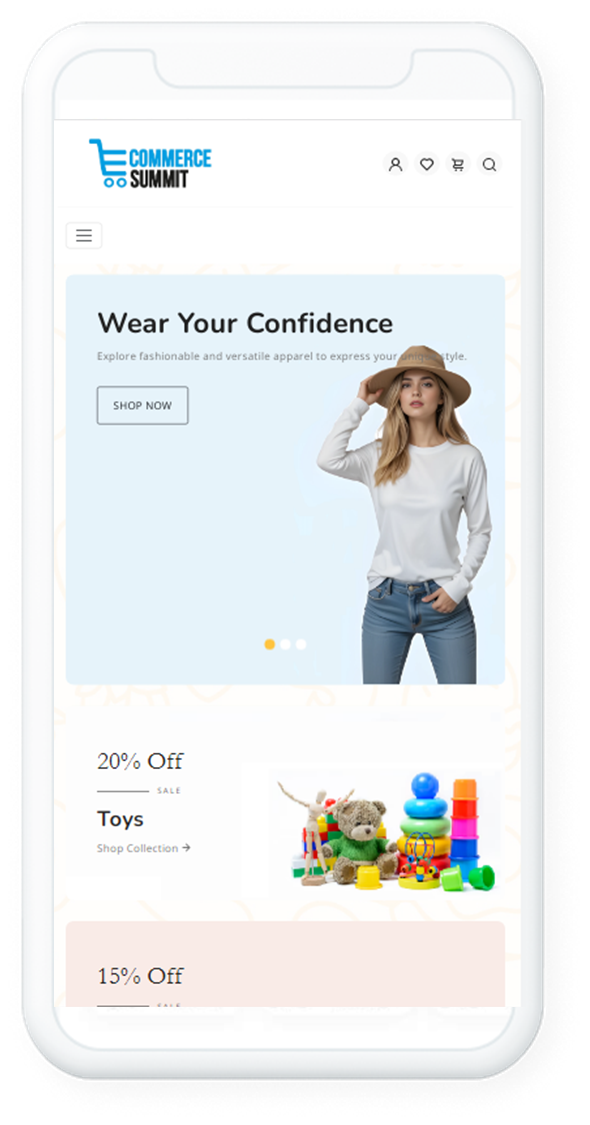 COMMERCE
SUMMIT
Wear Your Confidence
Explore fashionable and versatile apparel to express your unique style.
SHOP NOW
20% Off
SALE
Toys
Shop Collection →
15% Off
SALE